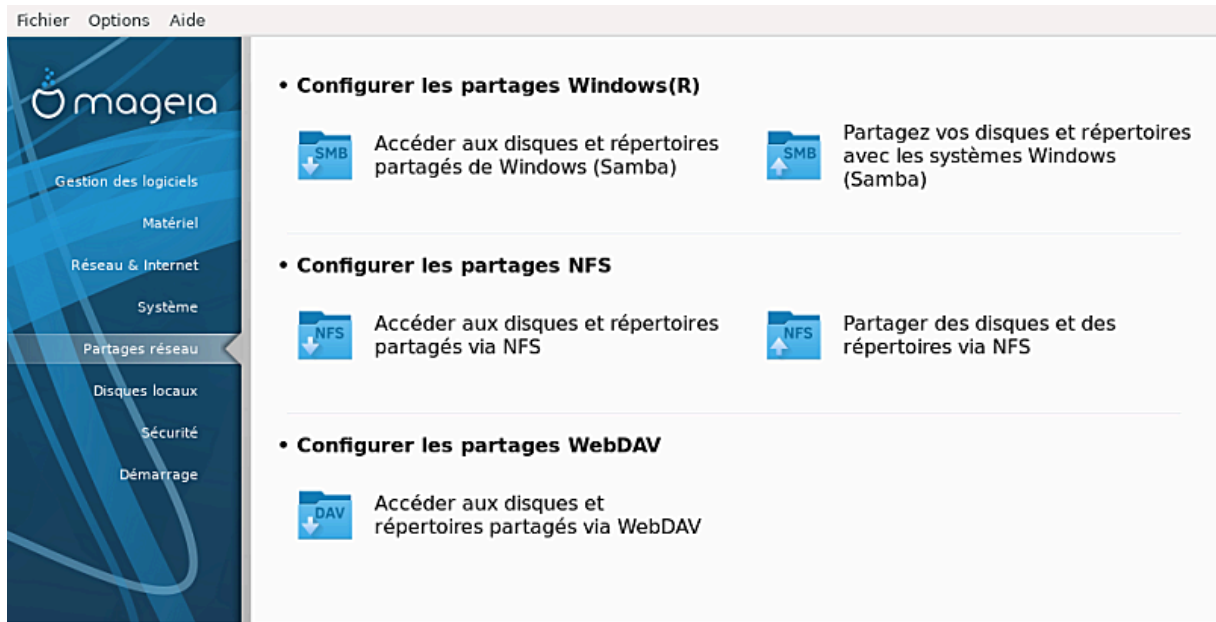 Fichier Options Aide
mageia
Gestion des logiciels
Matériel
Réseau & Internet
Système
Partages réseau
Disques locaux
Sécurité
Démarrage
• Configurer les partages Windows(R)
SMB
Accéder aux disques et répertoires
partagés de Windows (Samba)
SMB
Partagez vos disques et répertoires
avec les systèmes Windows
(Samba)
• Configurer les partages NFS
NFS
Accéder aux disques et répertoires
partagés via NFS
NFS
Partager des disques et des
répertoires via NFS
• Configurer les partages WebDAV
DAV
Accéder aux disques et
répertoires partagés via WebDAV